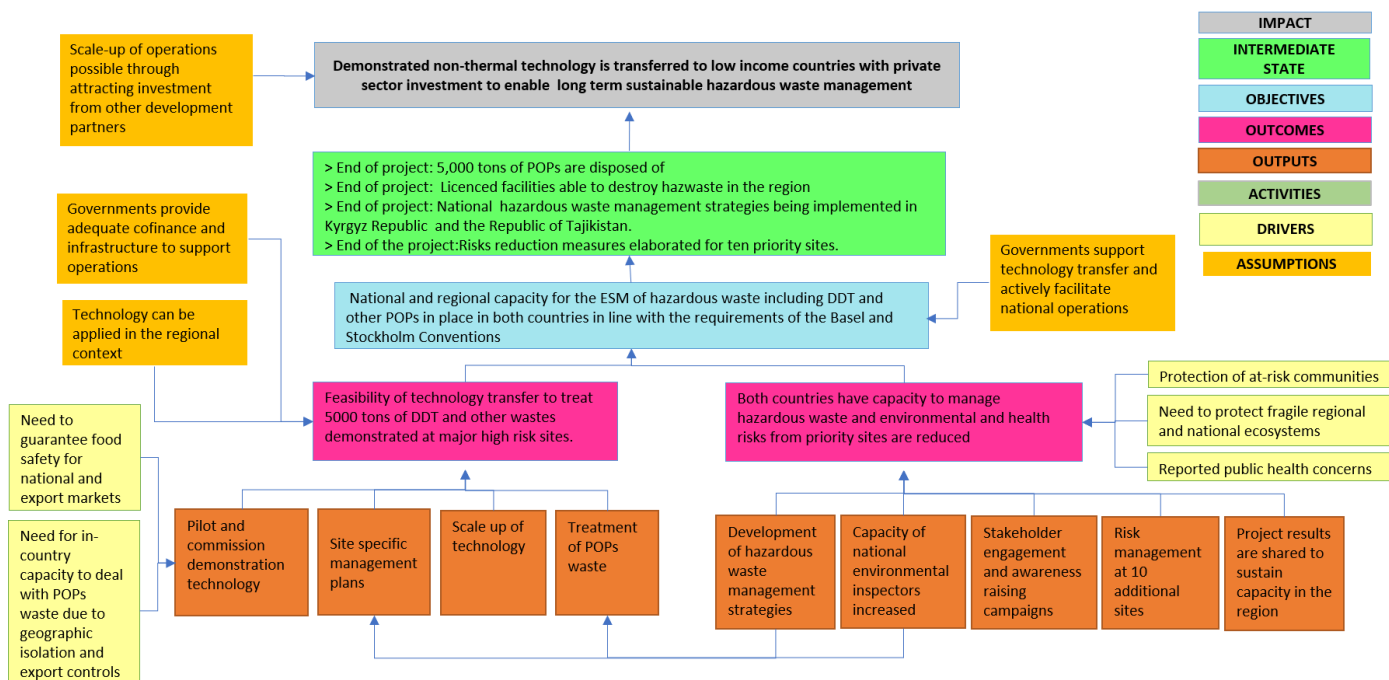 IMPACT
INTERMEDIATE
STATE
OBJECTIVES
OUTCOMES
OUTPUTS
ACTIVITIES
DRIVERS
ASSUMPTIONS
Scale-up of operations
possible through
attracting investment
from other development
partners
Demonstrated non-thermal technology is transferred to low income countries with private
sector investment to enable long term sustainable hazardous waste management
> End of project: 5,000 tons of POPs are disposed of
> End of project: Licenced facilities able to destroy hazwaste in the region
> End of project: National hazardous waste management strategies being implemented in
Kyrgyz Republic and the Republic of Tajikistan.
> End of the project:Risks reduction measures elaborated for ten priority sites.
Governments provide
adequate cofinance and
infrastructure to support
operations
Governments support
technology transfer and
actively facilitate
national operations
National and regional capacity for the ESM of hazardous waste including DDT and
other POPs in place in both countries in line with the requirements of the Basel and
Stockholm Conventions
Technology can be
applied in the regional
context
Feasibility of technology transfer to treat
5000 tons of DDT and other wastes
demonstrated at major high risk sites.
Both countries have capacity to manage
hazardous waste and environmental and health
risks from priority sites are reduced
Protection of at-risk communities
Need to protect fragile regional
and national ecosystems
Reported public health concerns
Need to
guarantee food
safety for
national and
export markets
Need for in-
country capacity to deal
with POPs
waste due to
geographic
isolation and
export controls
Pilot and
commission
demonstration
technology
Site specific
management
plans
Scale up of
technology
Treatment
of POPs
waste
Development
of hazardous
waste
management
strategies
Capacity of
national
environmental
inspectors
increased
Stakeholder
engagement
and awareness
raising
campaigns
Risk
management
at 10
additional
sites
Project results
are shared to
sustain
capacity in the
region